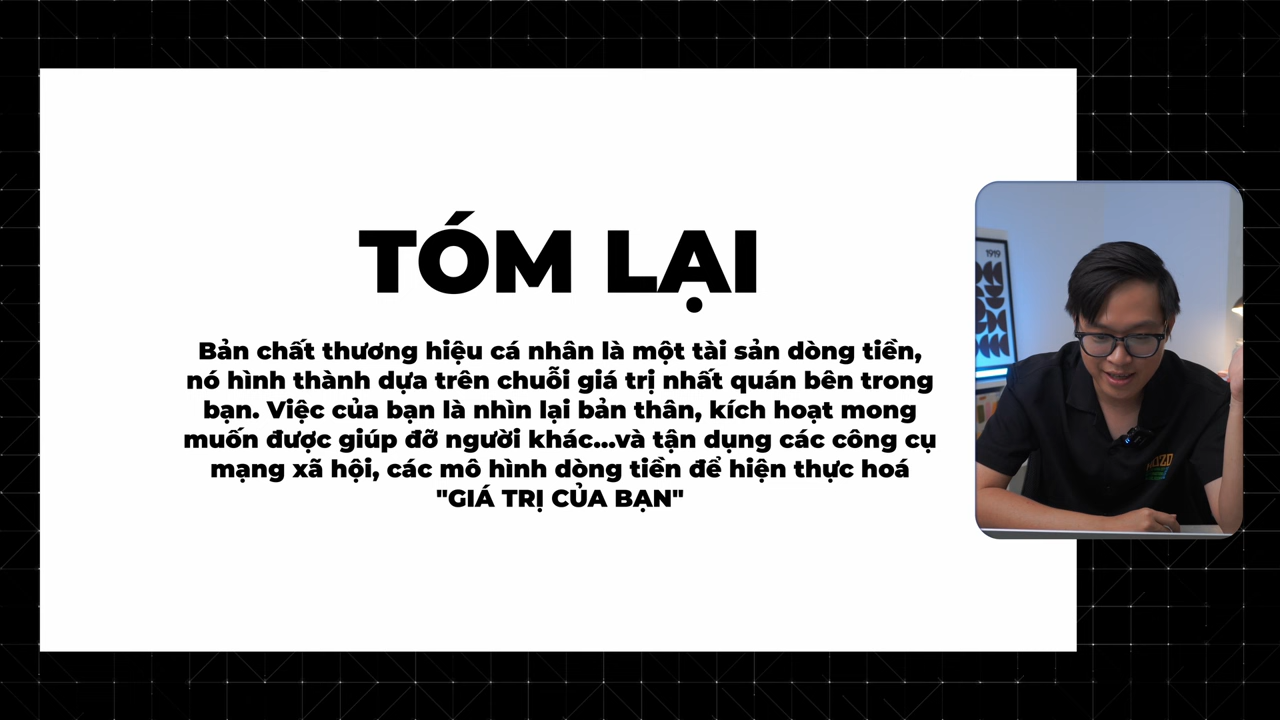 TÓM LẠI
Bản chất thương hiệu cá nhân là một tài sản dòng tiền,
nó hình thành dựa trên chuỗi giá trị nhất quán bên trong
bạn. Việc của bạn là nhìn lại bản thân, kích hoạt mong
muốn được giúp đỡ người khác...và tận dụng các công cụ
mạng xã hội, các mô hình dòng tiền để hiện thực hoá
"GIÁ TRỊ CỦA BẠN"
1919